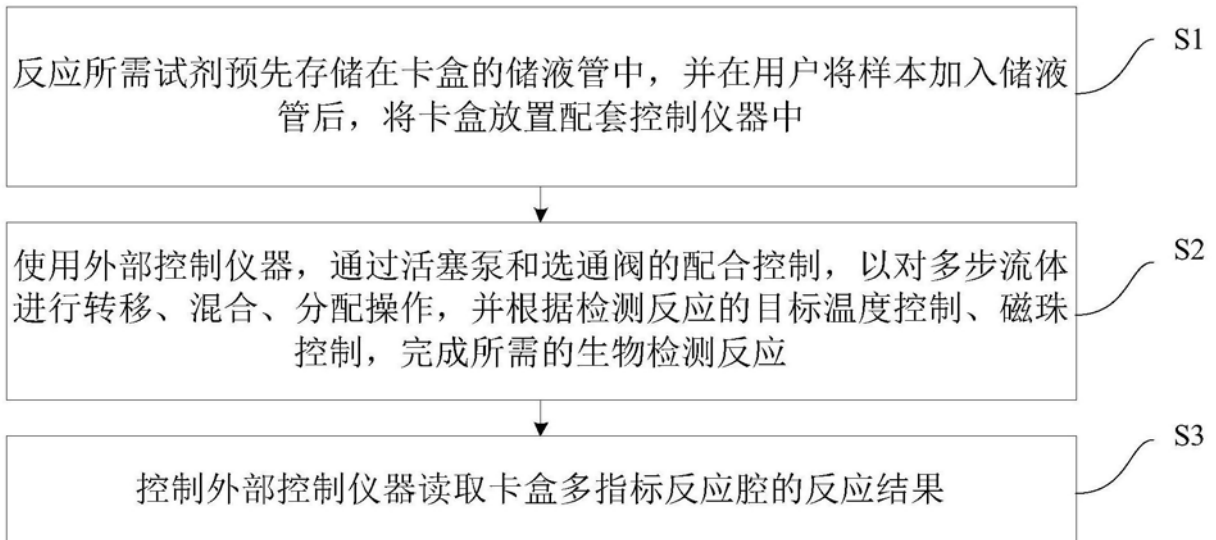 反应所需试剂预先存储在卡盒的储液管中，并在用户将样本加入储液
管后，将卡盒放置配套控制仪器中
S1
使用外部控制仪器，通过活塞泵和选通阀的配合控制，以对多步流体
进行转移、混合、分配操作，并根据检测反应的目标温度控制、磁珠
控制，完成所需的生物检测反应
S2
控制外部控制仪器读取卡盒多指标反应腔的反应结果
S3